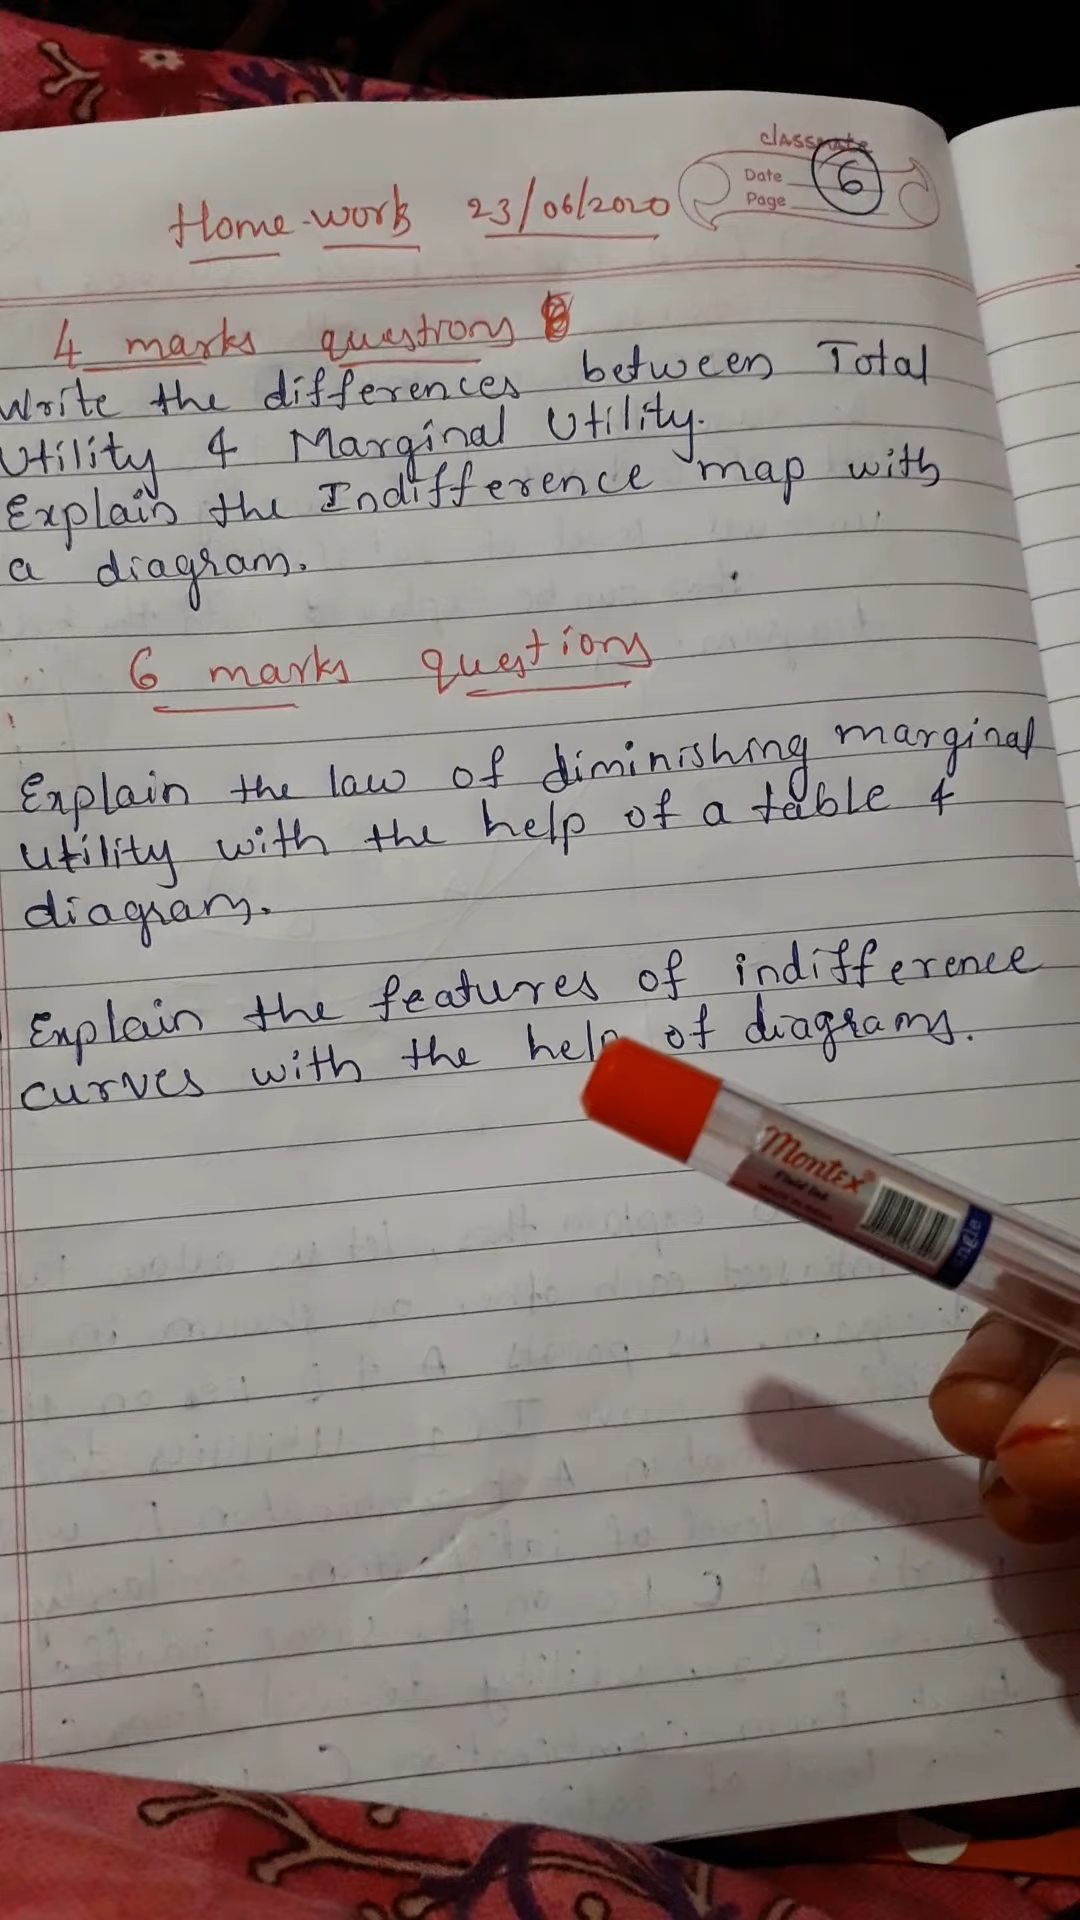 classmate
Date
Page
6
Home-work 23/06/2020
4 marks questions
Write the differences between Total
Utility & Marginal Utility.
Explain the Indifference map with
a diagram.
6 marks questions
Explain the law of diminishing marginal
utility with the help of a table &
diagram.
Explain the features of indifference
curves with the help of diagrams.
Montex